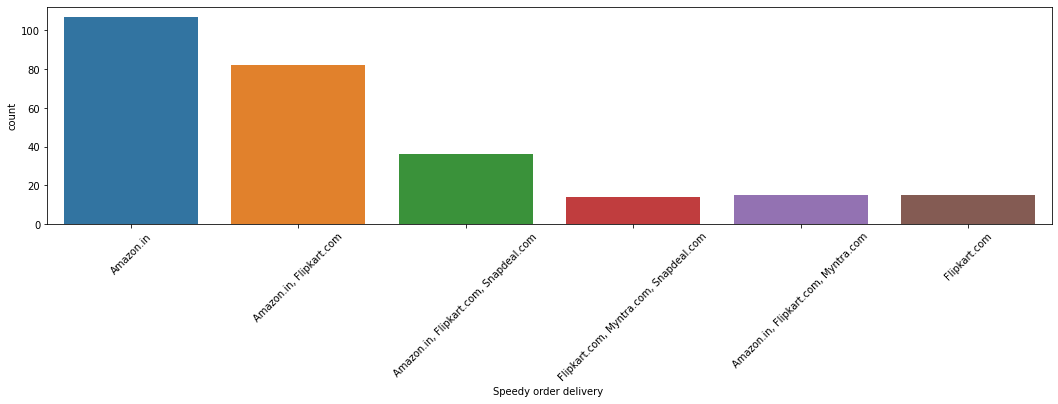 100
80
60
40
20
0
count
Amazon.in
Amazon.in, Flipkart.com
Amazon.in, Flipkart.com, Snapdeal.com
Flipkart.com, Myntra.com, Snapdeal.com
Amazon.in, Flipkart.com, Myntra.com
Flipkart.com
Speedy order delivery